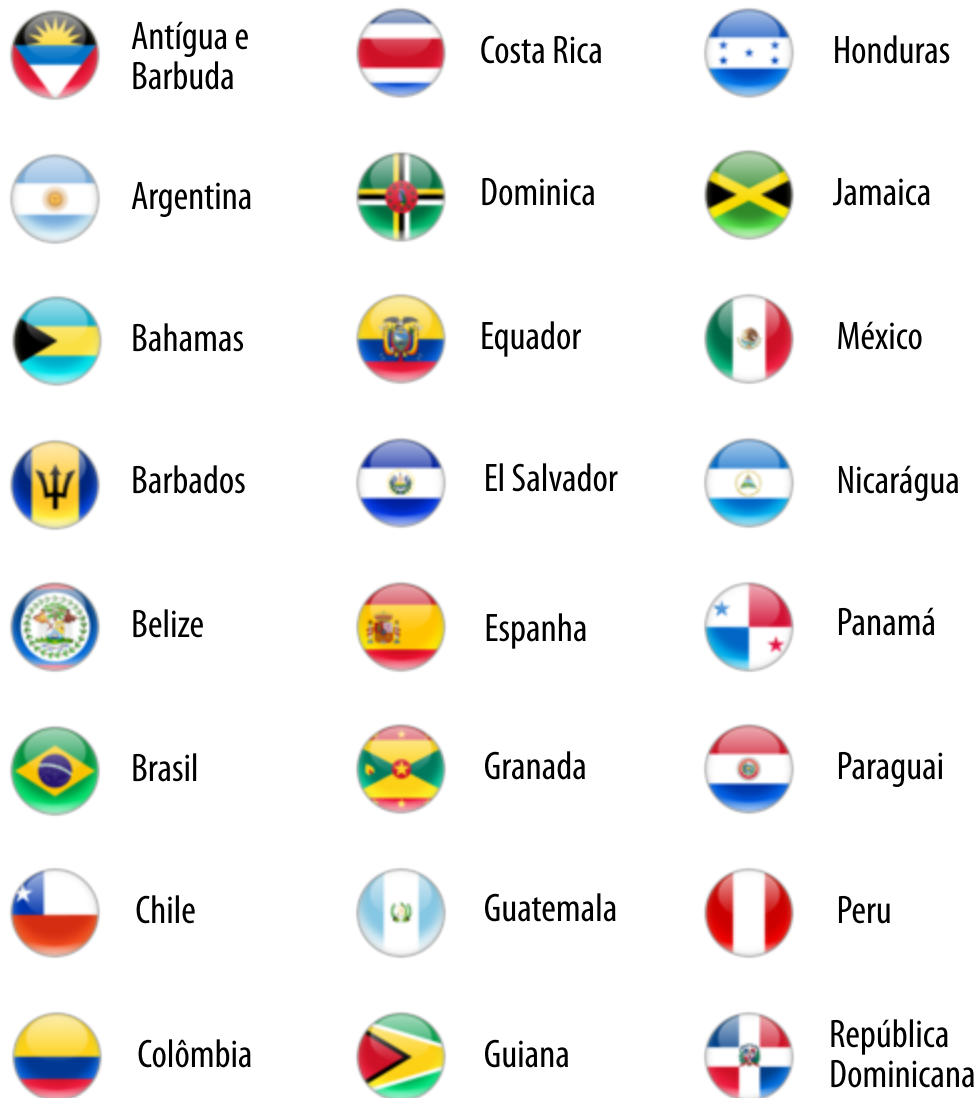 Antígua e
Barbuda
Costa Rica
Honduras
Argentina
Dominica
Jamaica
Bahamas
Equador
México
Barbados
El Salvador
Nicarágua
Belize
Espanha
Panamá
Brasil
Granada
Paraguai
Chile
Guatemala
Peru
Colômbia
Guiana
República
Dominicana